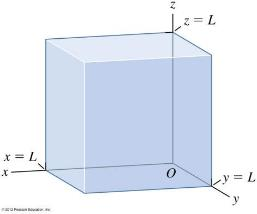 z
z = L
x = L
x
O
y = L
y
© 2012 Pearson Education, Inc.